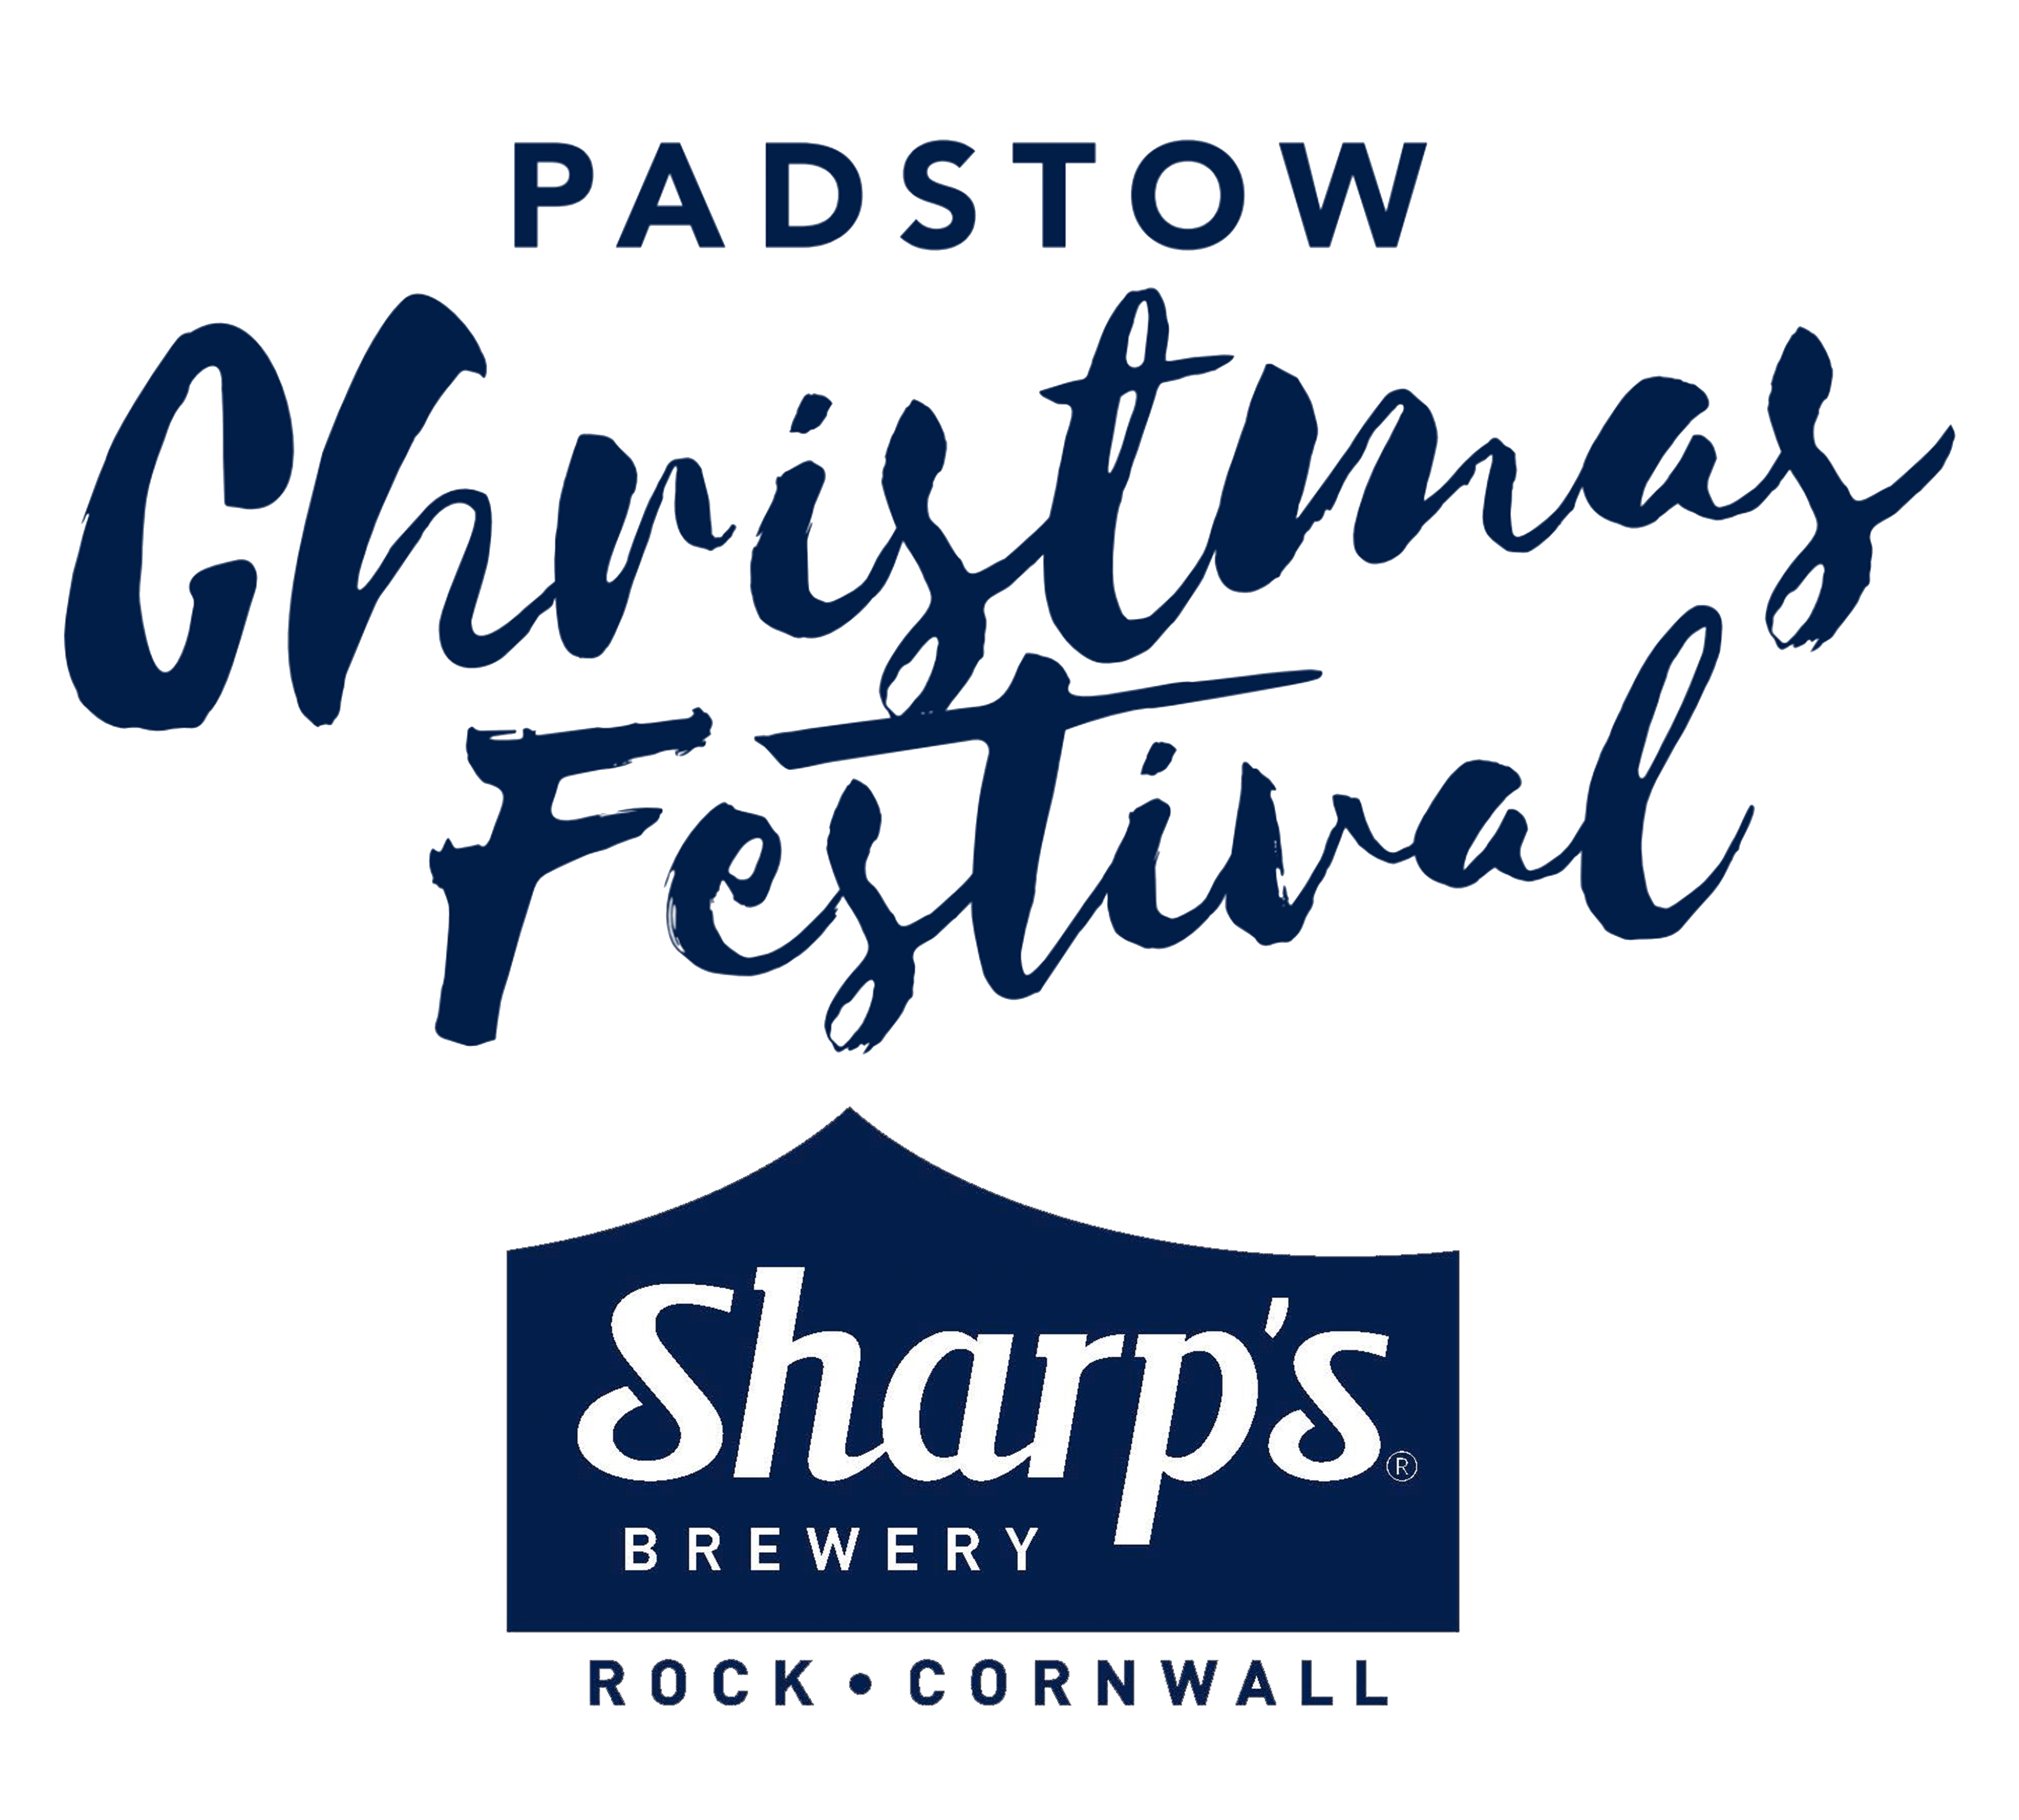 PADSTOW
Christmas
Festival
Sharp's®
BREWERY
ROCK • CORNWALL